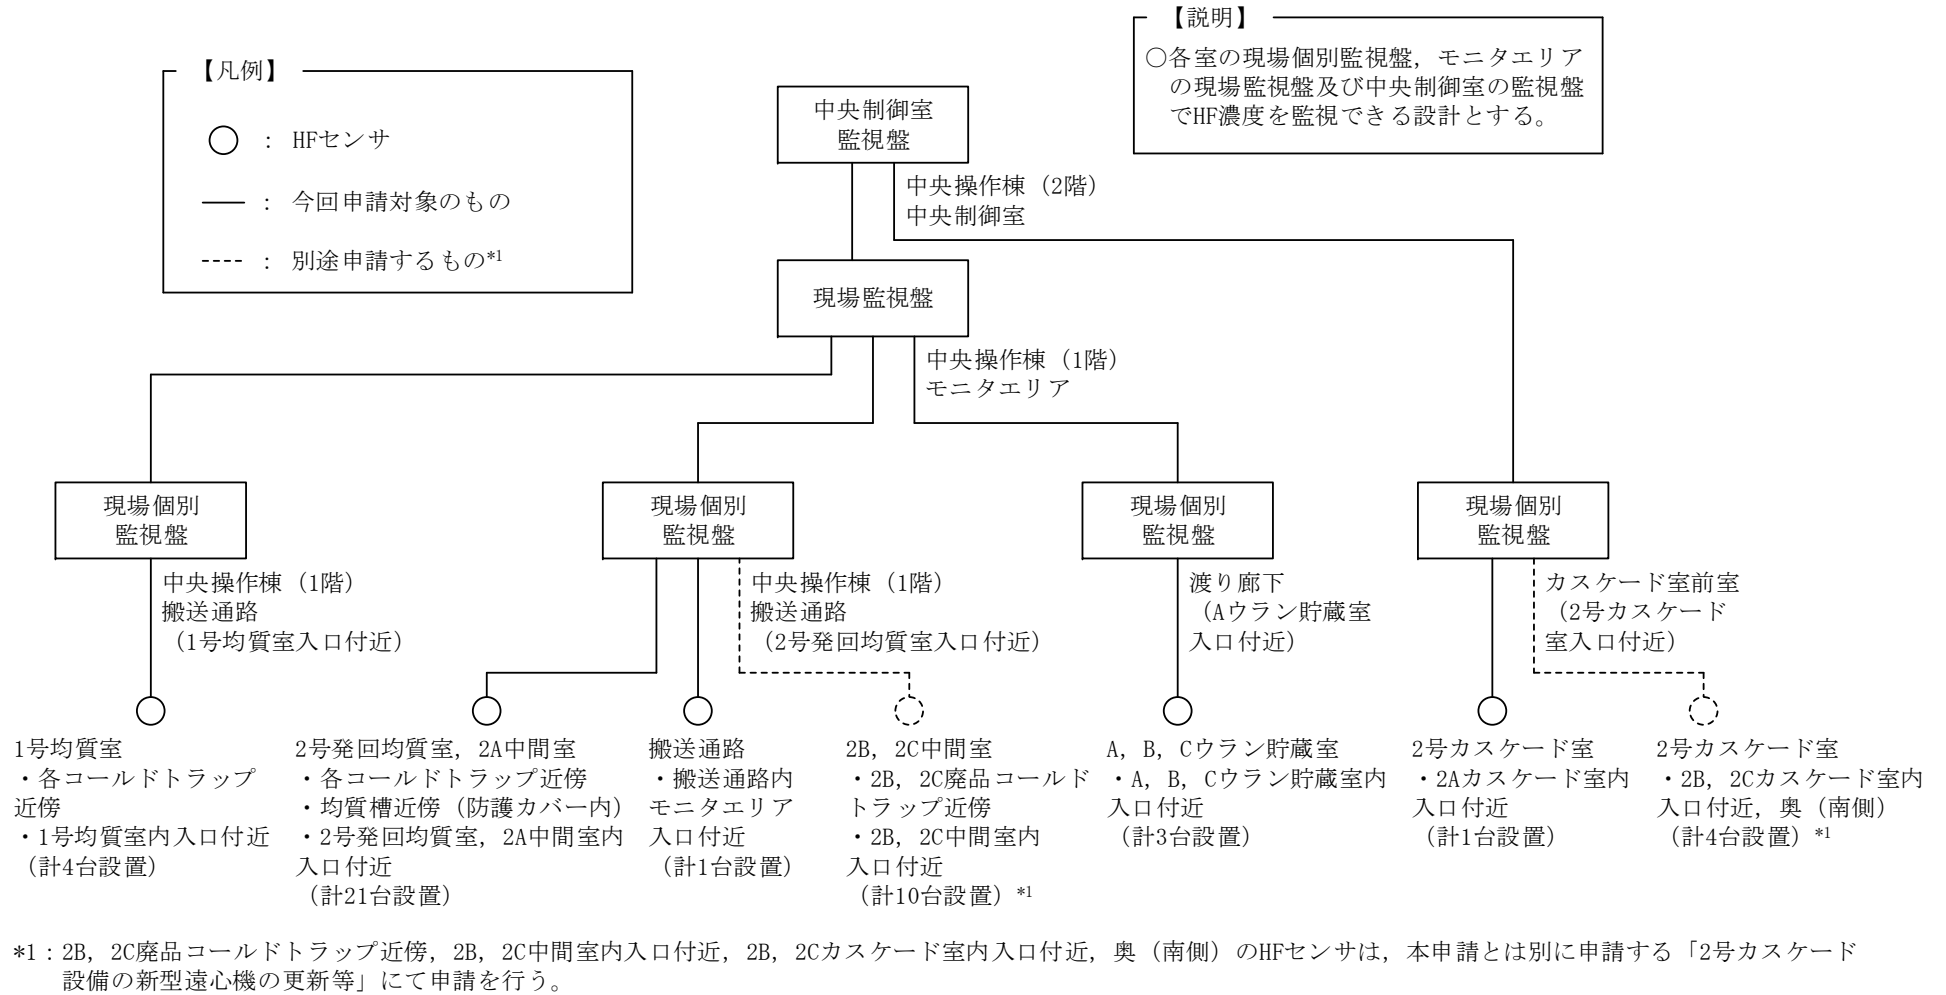 【凡例】
： HFセンサ
： 今回申請対象のもの
： 別途申請するもの*1
【説明】
○各室の現場個別監視盤，モニタエリア
の現場監視盤及び中央制御室の監視盤
でHF濃度を監視できる設計とする。
中央制御室
監視盤
中央操作棟（2階）
中央制御室
現場監視盤
中央操作棟（1階）
モニタエリア
現場個別
監視盤
中央操作棟（1階）
搬送通路
（1号均質室入口付近）
現場個別
監視盤
中央操作棟（1階）
搬送通路
（2号発回均質室入口付近）
現場個別
監視盤
渡り廊下
（Aウラン貯蔵室
入口付近）
現場個別
監視盤
カスケード室前室
（2号カスケード
室入口付近）
1号均質室
・各コールドトラップ
近傍
・1号均質室内入口付近
（計4台設置）
2号発回均質室，2A中間室
・各コールドトラップ近傍
・均質槽近傍（防護カバー内）
・2号発回均質室，2A中間室内
入口付近
（計21台設置）
搬送通路
・搬送通路内
モニタエリア
入口付近
（計1台設置）
2B，2C中間室
・2B，2C廃品コールド
トラップ近傍
・2B，2C中間室内
入口付近
（計10台設置）*1
A，B，Cウラン貯蔵室
・A，B，Cウラン貯蔵室内
入口付近
（計3台設置）
2号カスケード室
・2Aカスケード室内
入口付近
（計1台設置）
2号カスケード室
・2B，2Cカスケード室内
入口付近，奥（南側）
（計4台設置）*1
*1：2B，2C廃品コールドトラップ近傍，2B，2C中間室内入口付近，2B，2Cカスケード室内入口付近，奥（南側）のHFセンサは，本申請とは別に申請する「2号カスケード
設備の新型遠心機の更新等」にて申請を行う。